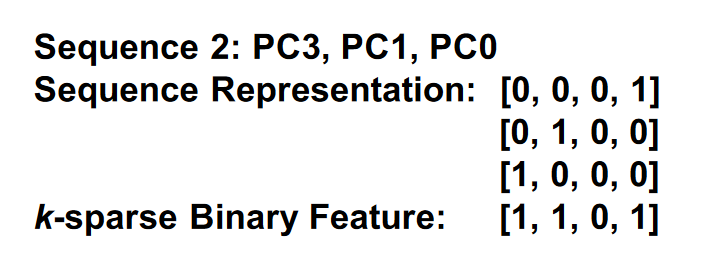 Sequence 2: PC3, PC1, PC0
Sequence Representation: [0, 0, 0, 1]
[0, 1, 0, 0]
[1, 0, 0, 0]
k-sparse Binary Feature: [1, 1, 0, 1]